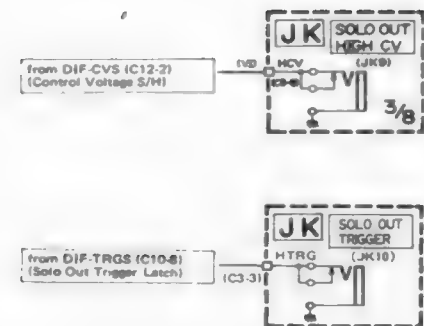 JK
SOLO OUT
HIGH CV
(JK9)
from DIF-CVS (C12-2)
(Control Voltage S/H)
HCV
V
3/8
JK
SOLO OUT
TRIGGER
(JK10)
from DIF-TRGS (C10-8)
(Solo Out Trigger Latch)
HTRG
(C3-3)
V